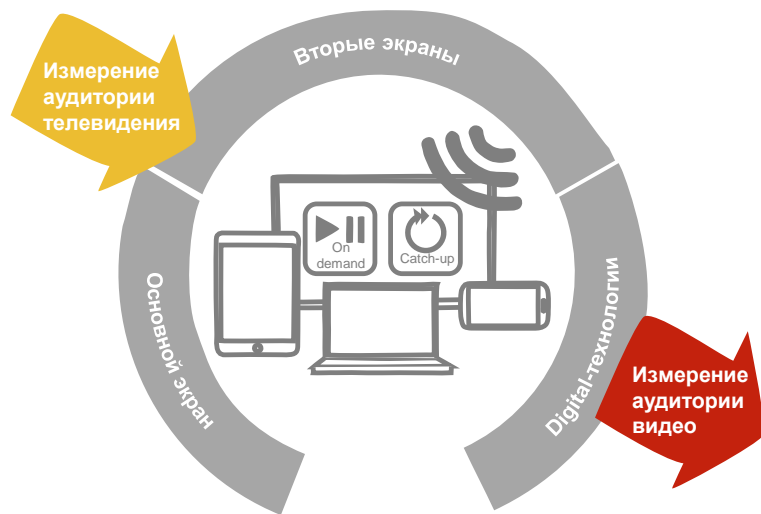 Вторые экраны
Измерение
аудитории
телевидения
On
demand
Catch-up
Основной экран
Digital-технологии
Измерение
аудитории
видео